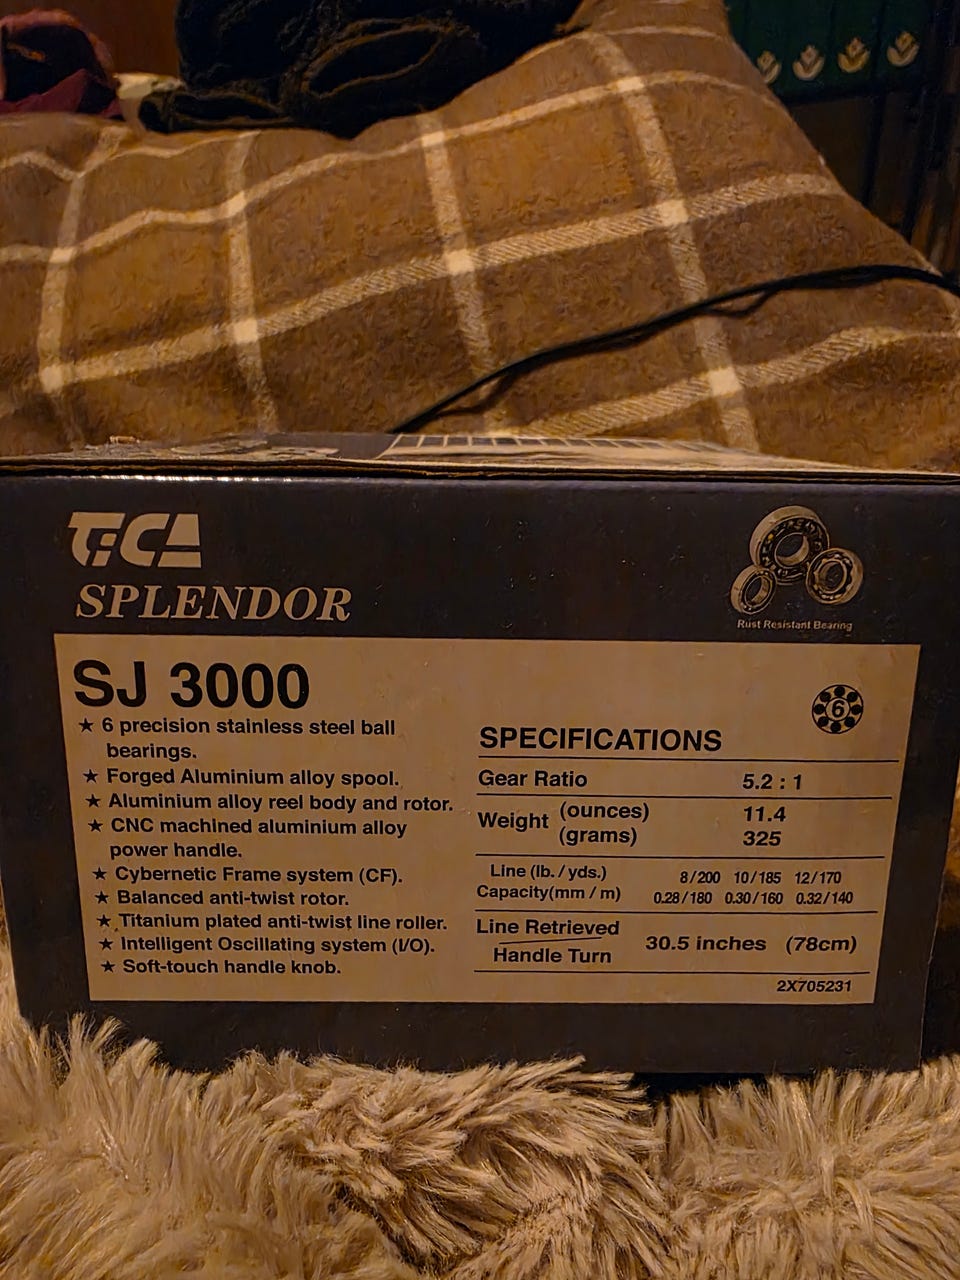 TiCA
SPLENDOR
Rust Resistant Bearing
SJ 3000
★ 6 precision stainless steel ball
bearings.
★ Forged Aluminium alloy spool.
★ Aluminium alloy reel body and rotor.
★ CNC machined aluminium alloy
power handle.
★ Cybernetic Frame system (CF).
★ Balanced anti-twist rotor.
★ Titanium plated anti-twist line roller.
★ Intelligent Oscillating system (I/O).
★ Soft-touch handle knob.
6
SPECIFICATIONS
Gear Ratio 5.2 : 1
Weight (ounces) 11.4
(grams) 325
Line (lb. / yds.) 8/200 10/185 12/170
Capacity(mm / m) 0.28/180 0.30/160 0.32/140
Line Retrieved
Handle Turn 30.5 inches (78cm)
2X705231